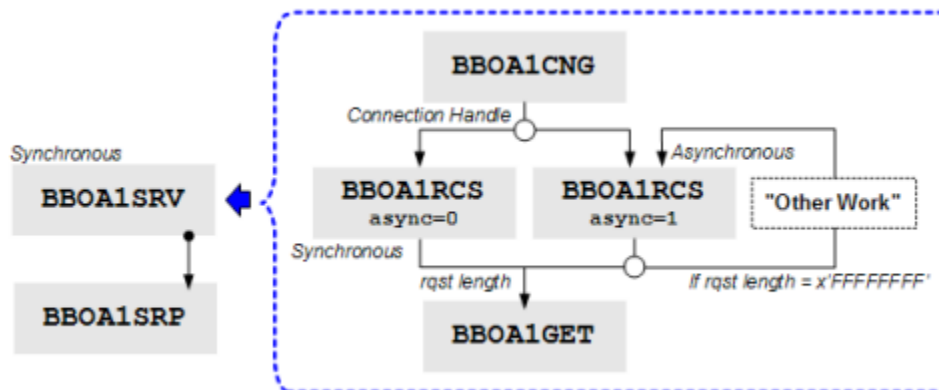 BBOA1CNG
Connection Handle
Synchronous
Asynchronous
BBOA1SRV
BBOA1RCS
async=0
BBOA1RCS
async=1
"Other Work"
Synchronous
rqst length
If rqst length = x'FFFFFFFF'
BBOA1SRP
BBOA1GET